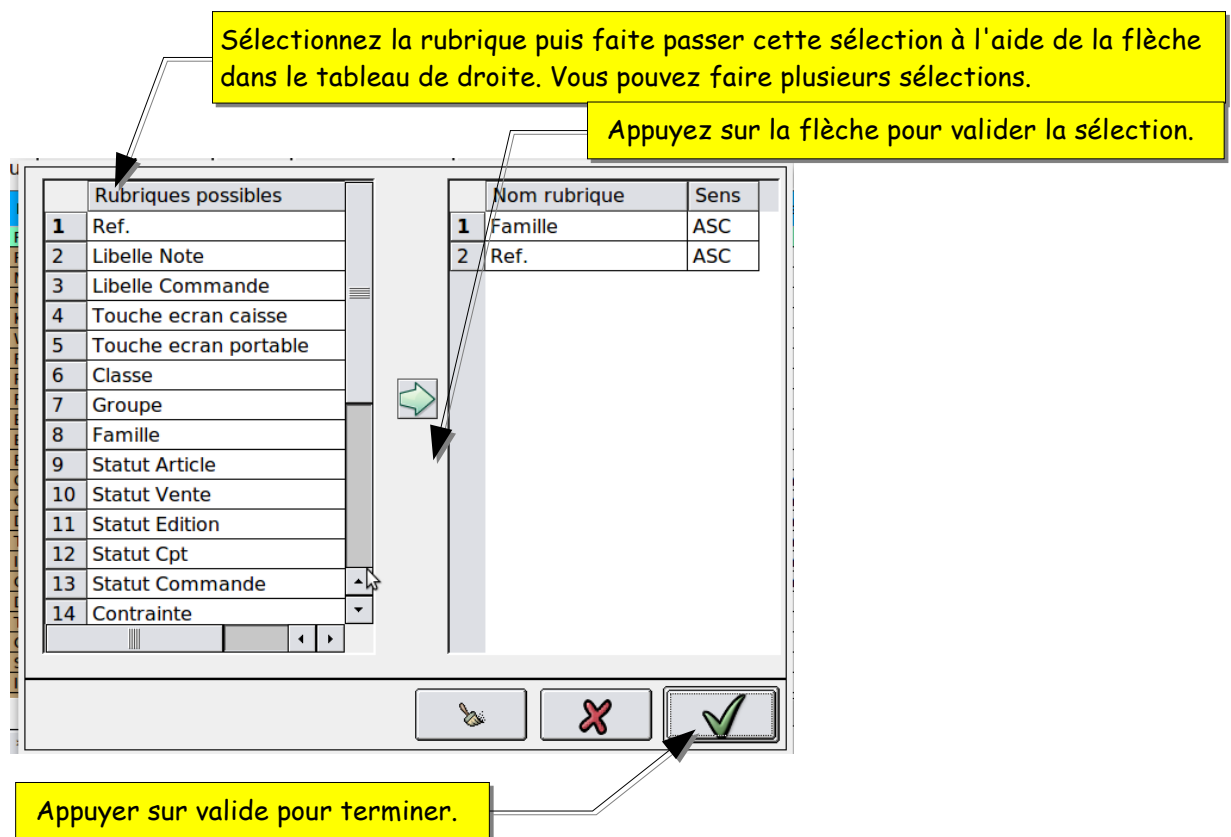 Sélectionnez la rubrique puis faite passer cette sélection à l'aide de la flèche
dans le tableau de droite. Vous pouvez faire plusieurs sélections.
Appuyez sur la flèche pour valider la sélection.
Rubriques possibles
1 Ref.
2 Libelle Note
3 Libelle Commande
4 Touche ecran caisse
5 Touche ecran portable
6 Classe
7 Groupe
8 Famille
9 Statut Article
10 Statut Vente
11 Statut Edition
12 Statut Cpt
13 Statut Commande
14 Contrainte
Nom rubrique Sens
1 Famille ASC
2 Ref. ASC
Appuyer sur valide pour terminer.